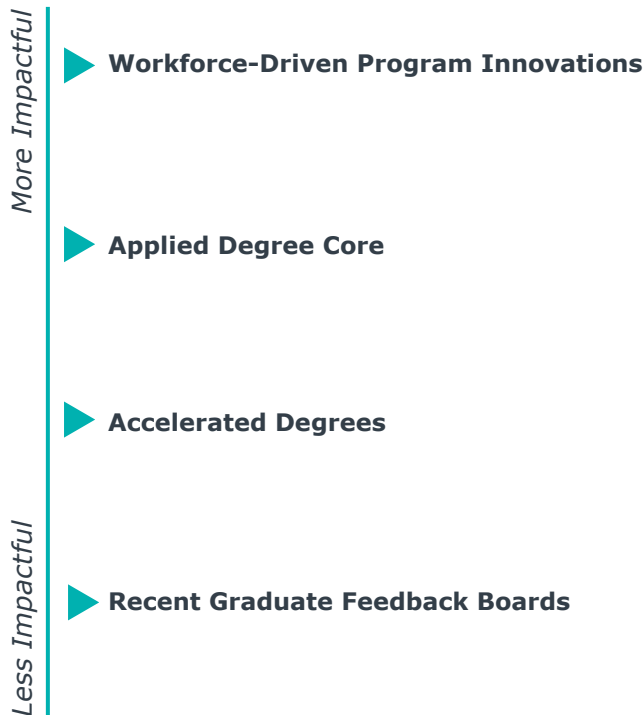 More Impactful
Workforce-Driven Program Innovations
Applied Degree Core
Accelerated Degrees
Less Impactful
Recent Graduate Feedback Boards